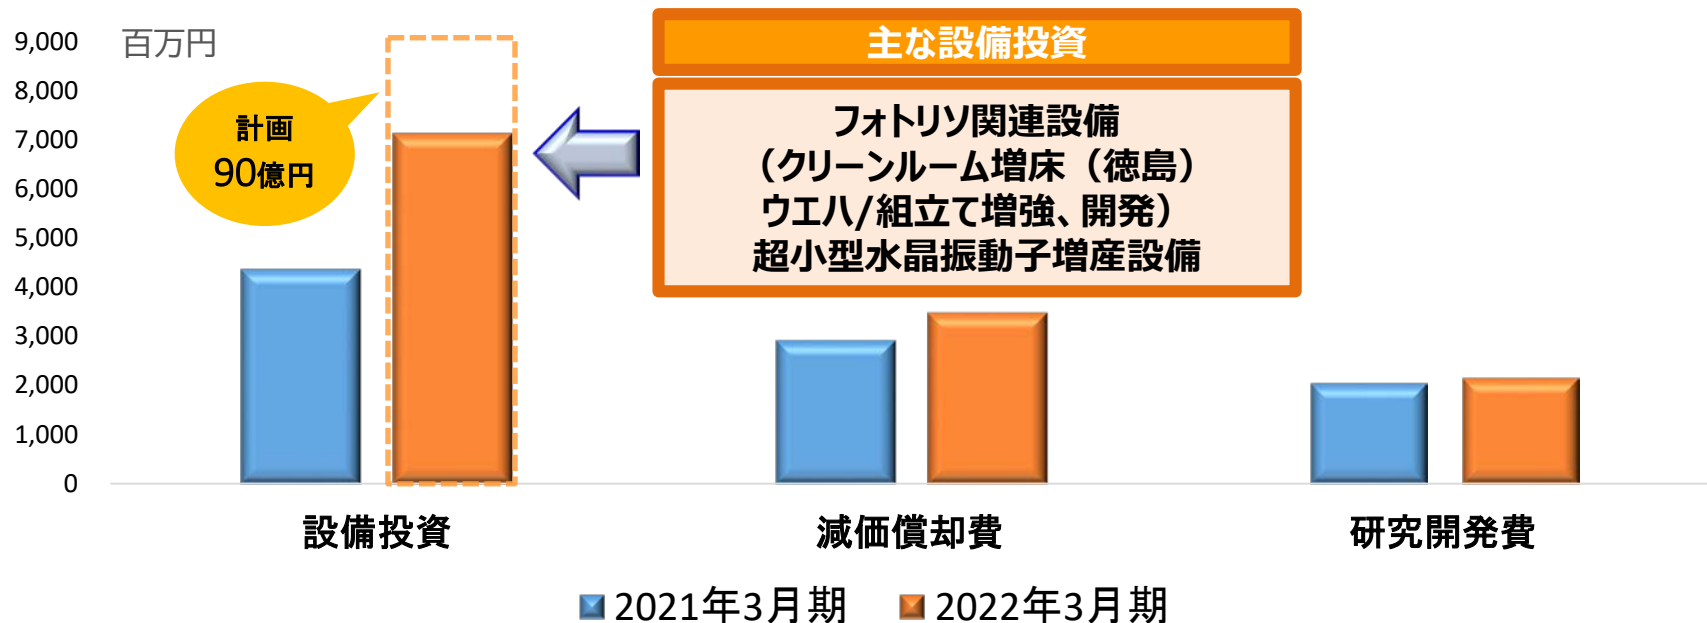 百万円
9,000
8,000
7,000
6,000
5,000
4,000
3,000
2,000
1,000
0
計画
90億円
主な設備投資
フォトリソ関連設備
（クリーンルーム増床（徳島）
ウエハ/組立て増強、開発）
超小型水晶振動子増産設備
設備投資
減価償却費
研究開発費
2021年3月期
2022年3月期